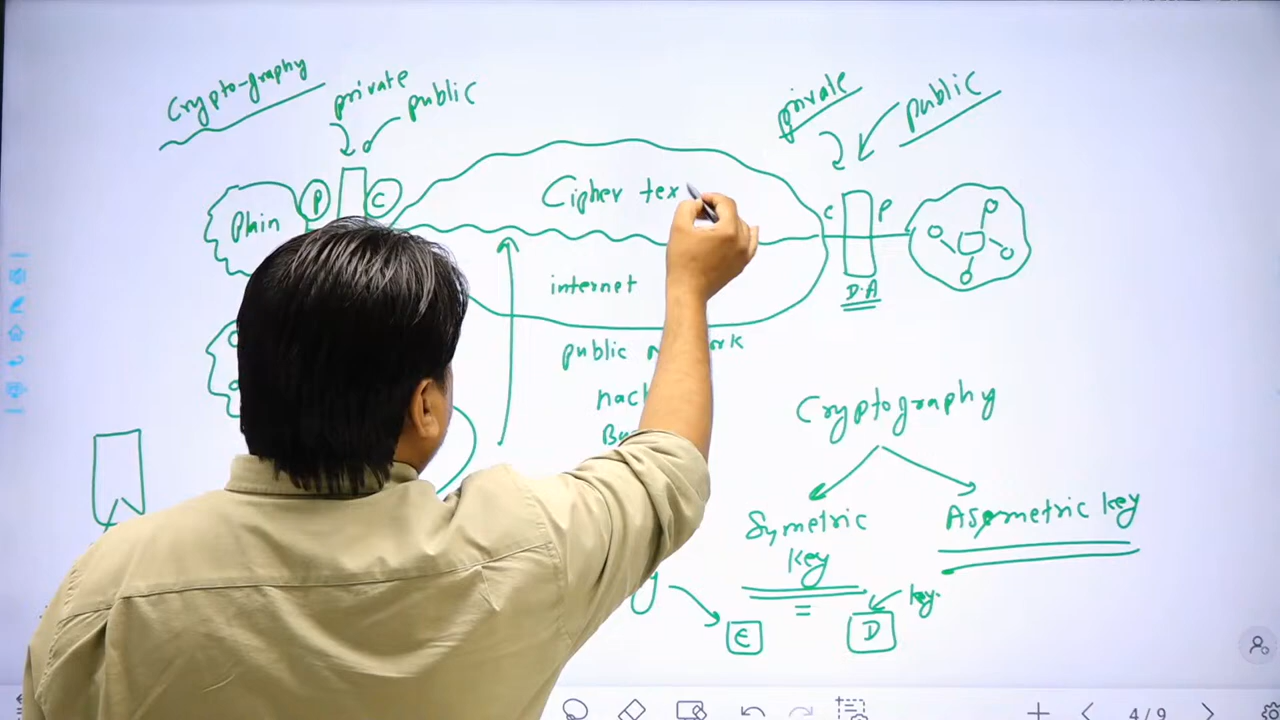 Crypto-graphy
private
public
private
public
Plain
P
C
Cipher tex
C
P
D.A
internet
public
Cryptography
Symetric
key
Asymetric key
key.
E
D
4/9